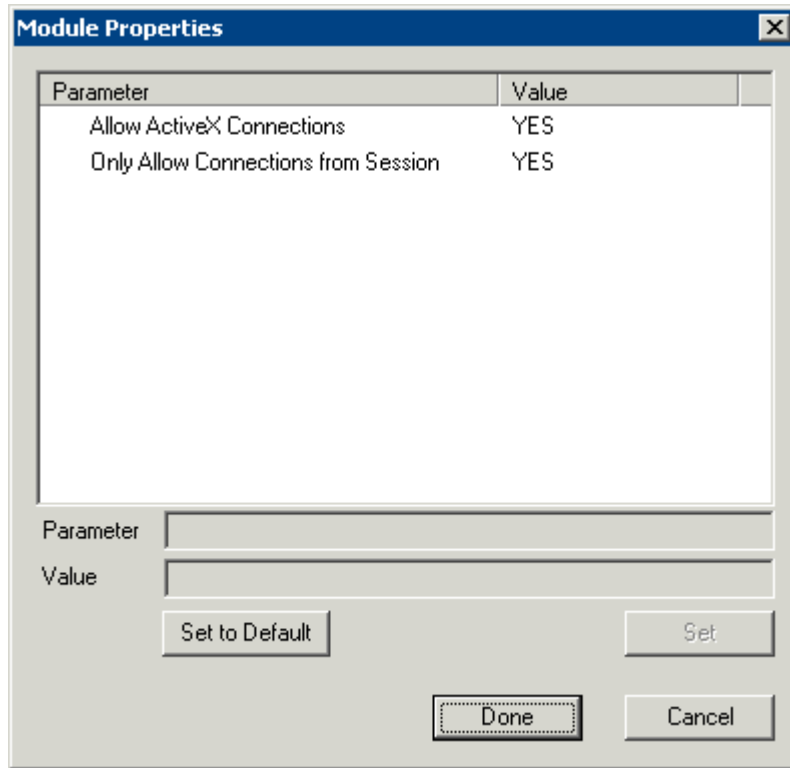 Module Properties
Parameter Value
Allow ActiveX Connections YES
Only Allow Connections from Session YES
Parameter
Value
Set to Default Set
Done Cancel